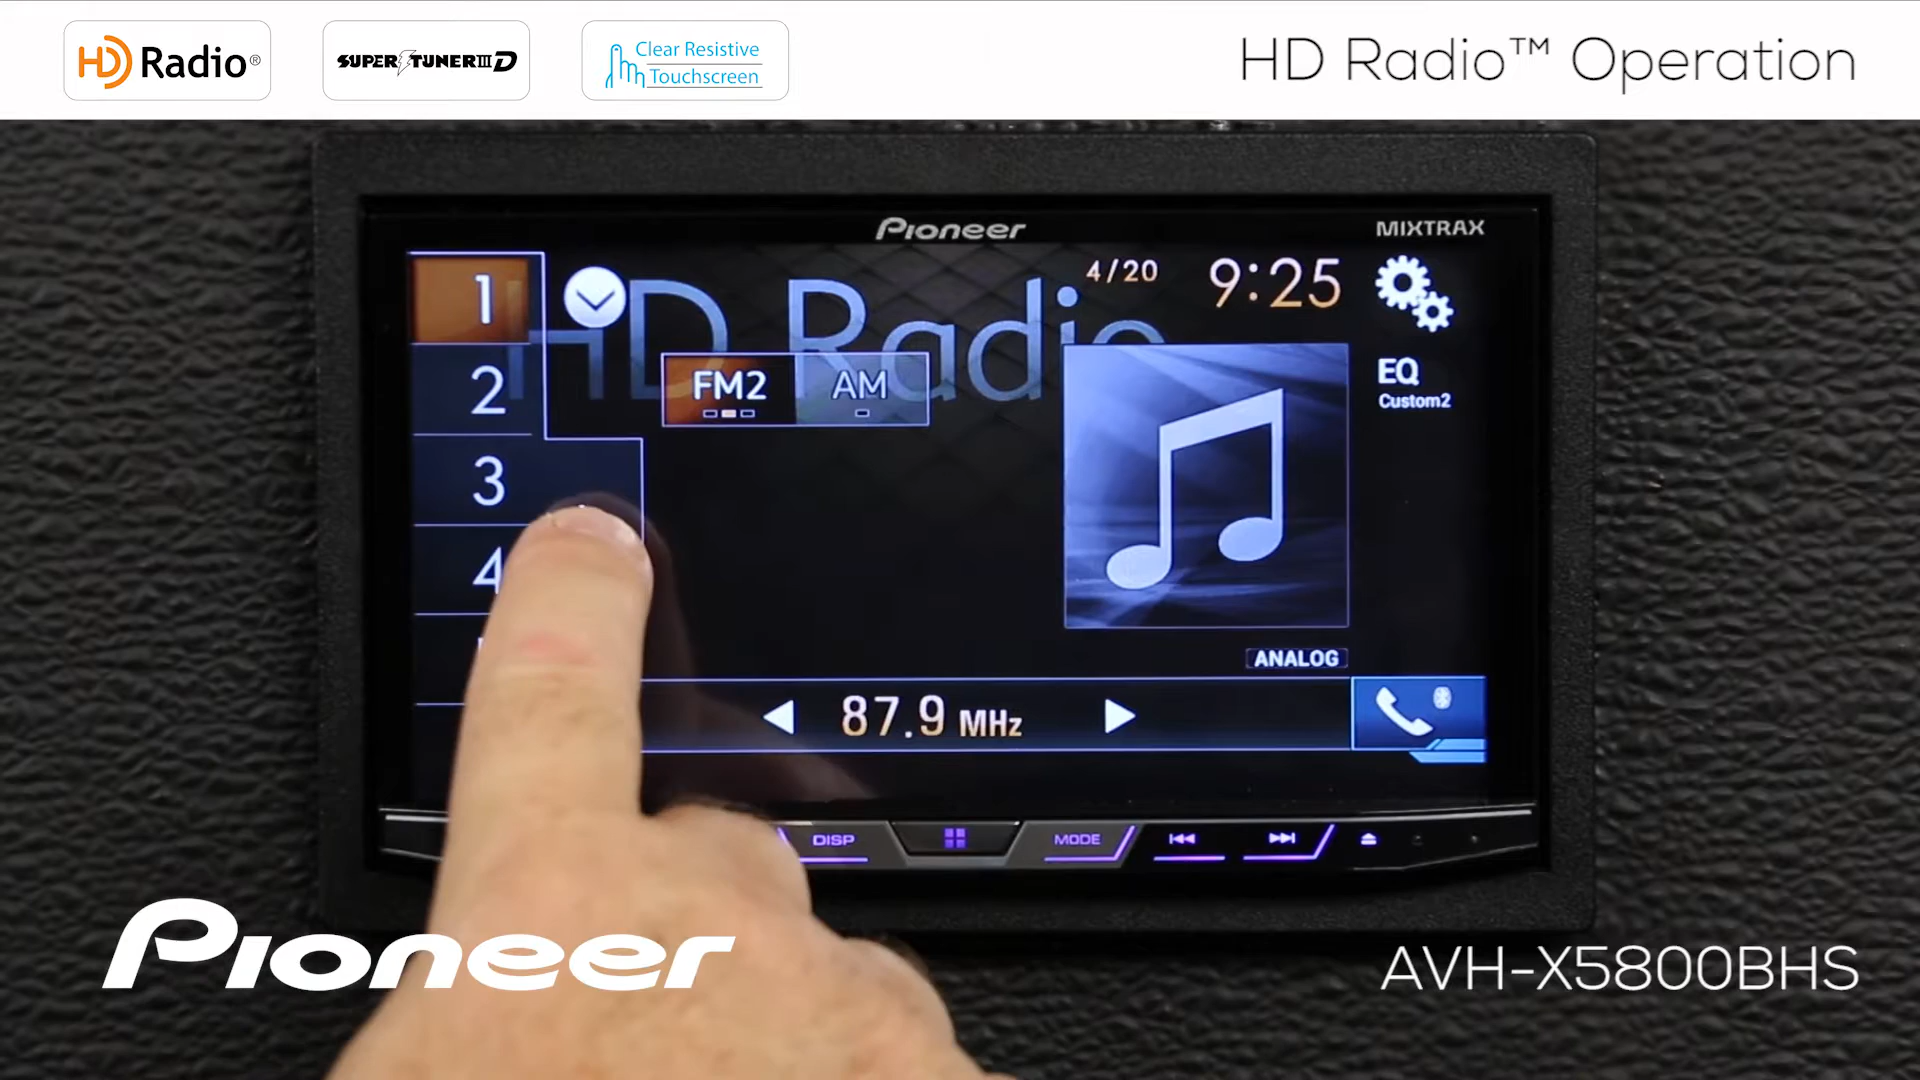 HD Radio®
SUPER TUNER III D
Clear Resistive
Touchscreen
HD Radio™ Operation
Pioneer
MIXTRAX
HD Radio
4/20
9:25
1
2
3
4
FM2
AM
EQ
Custom2
ANALOG
87.9 MHz
DISP
MODE
Pioneer
AVH-X5800BHS